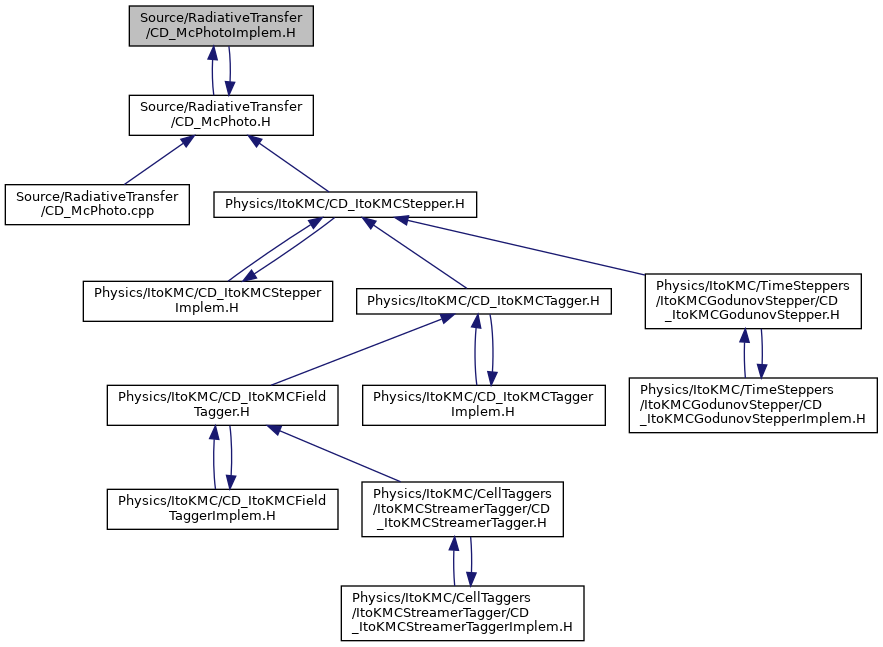 Source/RadiativeTransfer
/CD_McPhotoImplem.H
Source/RadiativeTransfer
/CD_McPhoto.H
Source/RadiativeTransfer
/CD_McPhoto.cpp
Physics/ItoKMC/CD_ItoKMCStepper.H
Physics/ItoKMC/CD_ItoKMCStepper
Implem.H
Physics/ItoKMC/CD_ItoKMCTagger.H
Physics/ItoKMC/TimeSteppers
/ItoKMCGodunovStepper/CD
_ItoKMCGodunovStepper.H
Physics/ItoKMC/CD_ItoKMCField
Tagger.H
Physics/ItoKMC/CD_ItoKMCTagger
Implem.H
Physics/ItoKMC/TimeSteppers
/ItoKMCGodunovStepper/CD
_ItoKMCGodunovStepperImplem.H
Physics/ItoKMC/CD_ItoKMCField
TaggerImplem.H
Physics/ItoKMC/CellTaggers
/ItoKMCStreamerTagger/CD
_ItoKMCStreamerTagger.H
Physics/ItoKMC/CellTaggers
/ItoKMCStreamerTagger/CD
_ItoKMCStreamerTaggerImplem.H